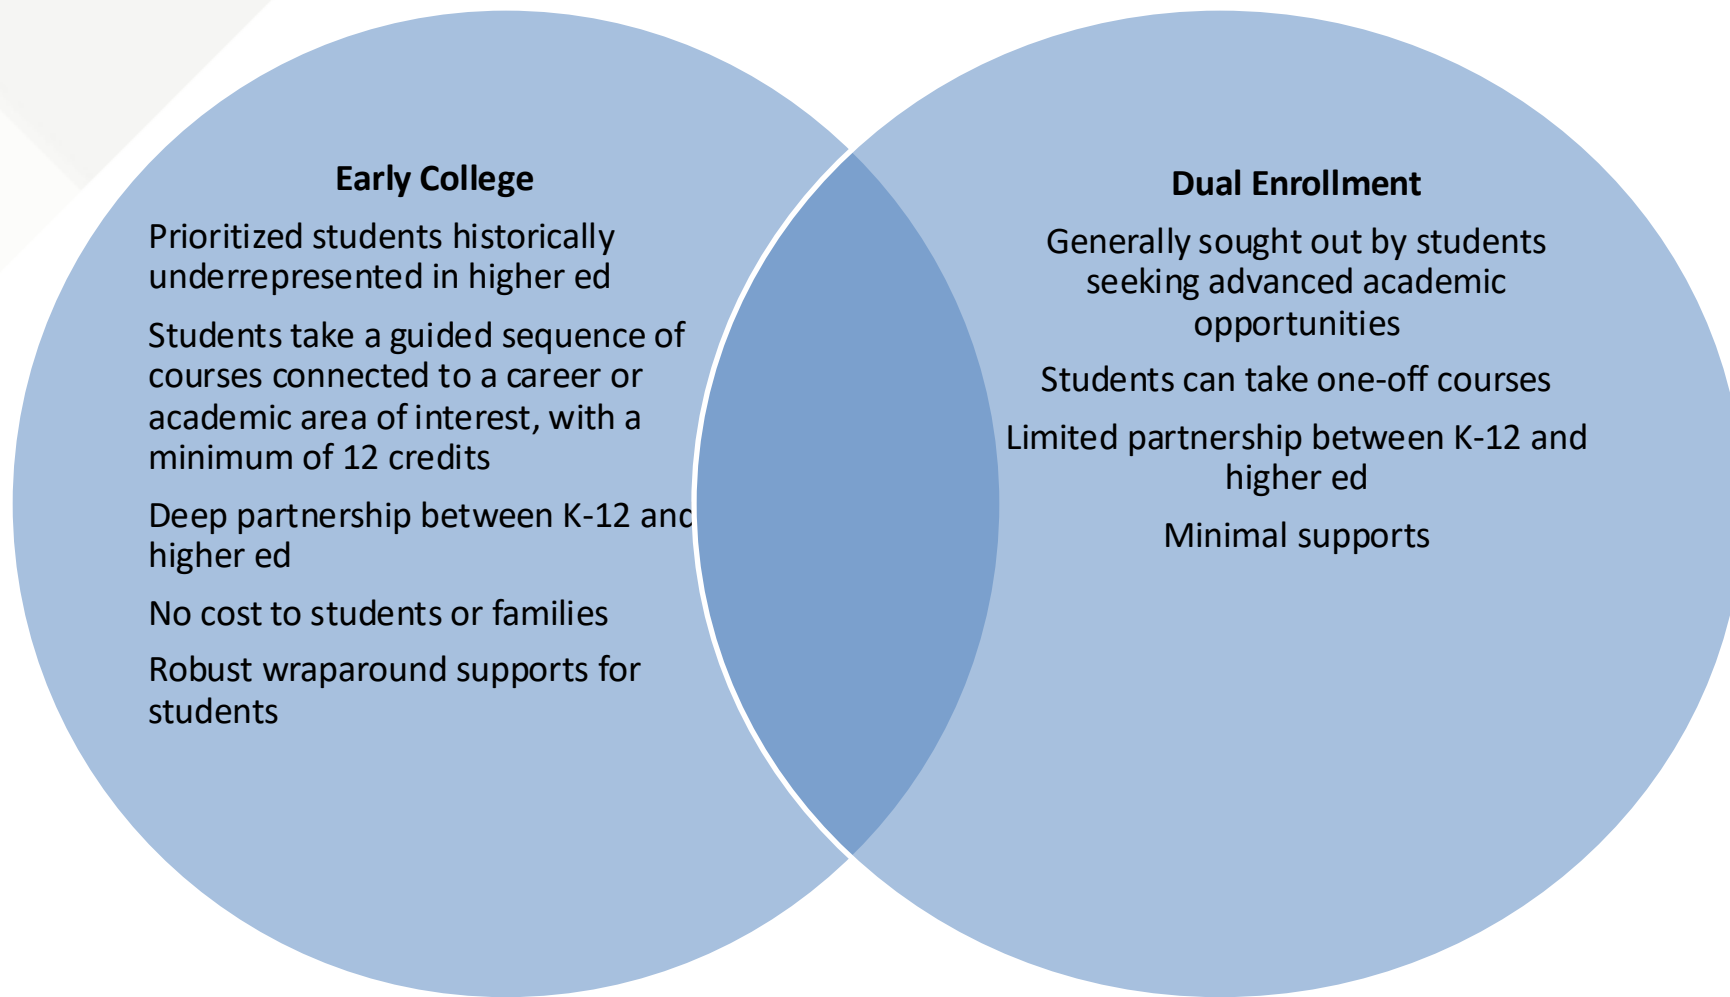 Early College
Prioritized students historically
underrepresented in higher ed
Students take a guided sequence of
courses connected to a career or
academic area of interest, with a
minimum of 12 credits
Deep partnership between K-12 and
higher ed
No cost to students or families
Robust wraparound supports for
students
Dual Enrollment
Generally sought out by students
seeking advanced academic
opportunities
Students can take one-off courses
Limited partnership between K-12 and
higher ed
Minimal supports